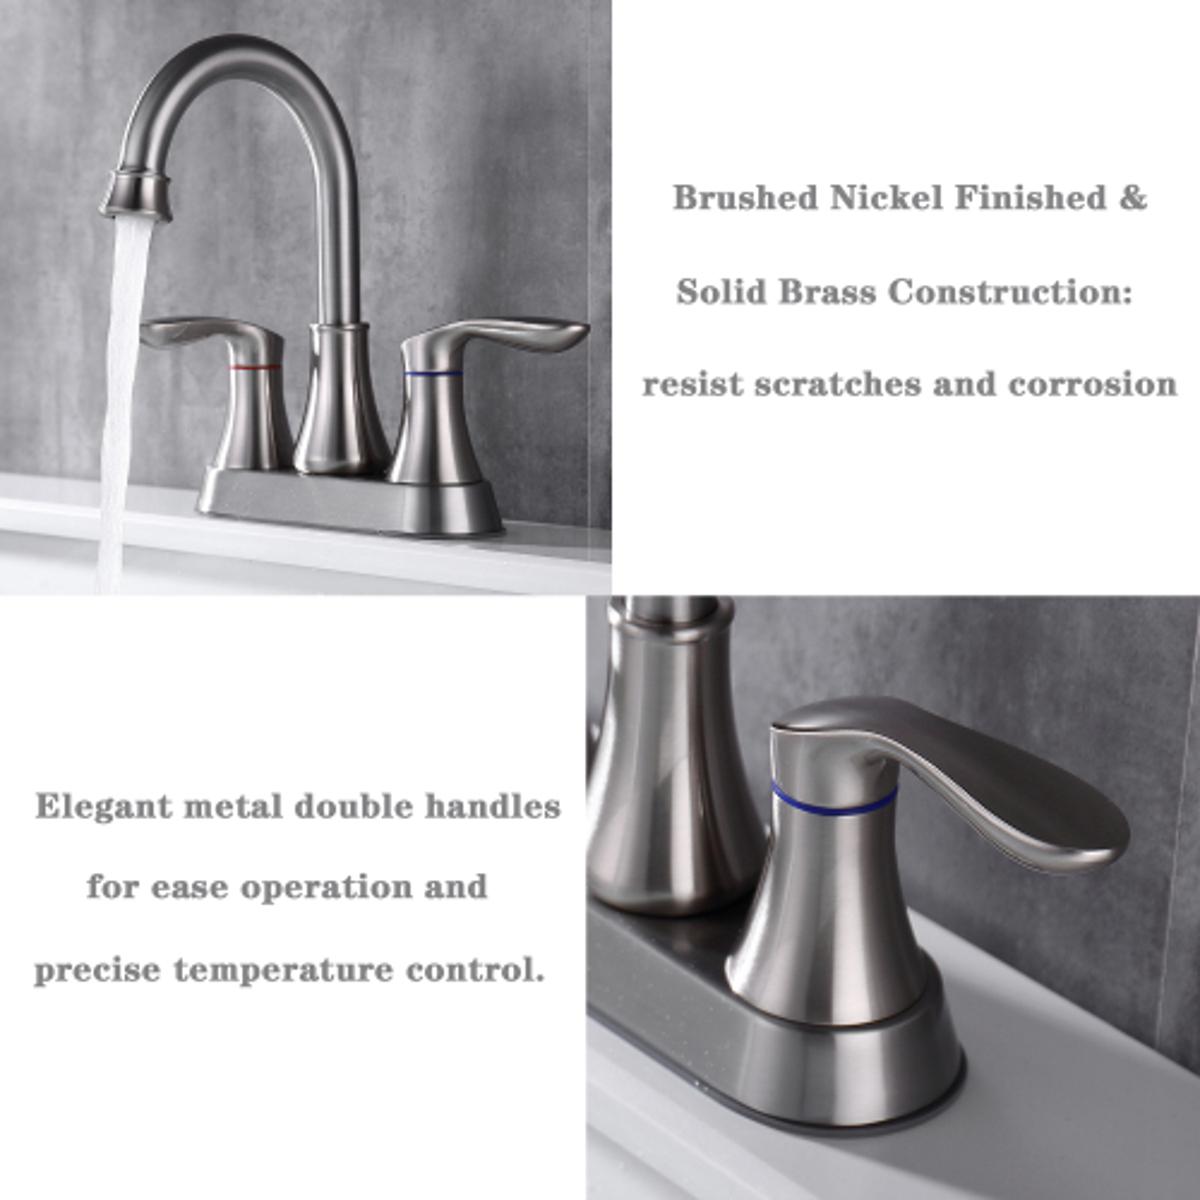 Brushed Nickel Finished &
Solid Brass Construction:
resist scratches and corrosion
Elegant metal double handles
for ease operation and
precise temperature control.